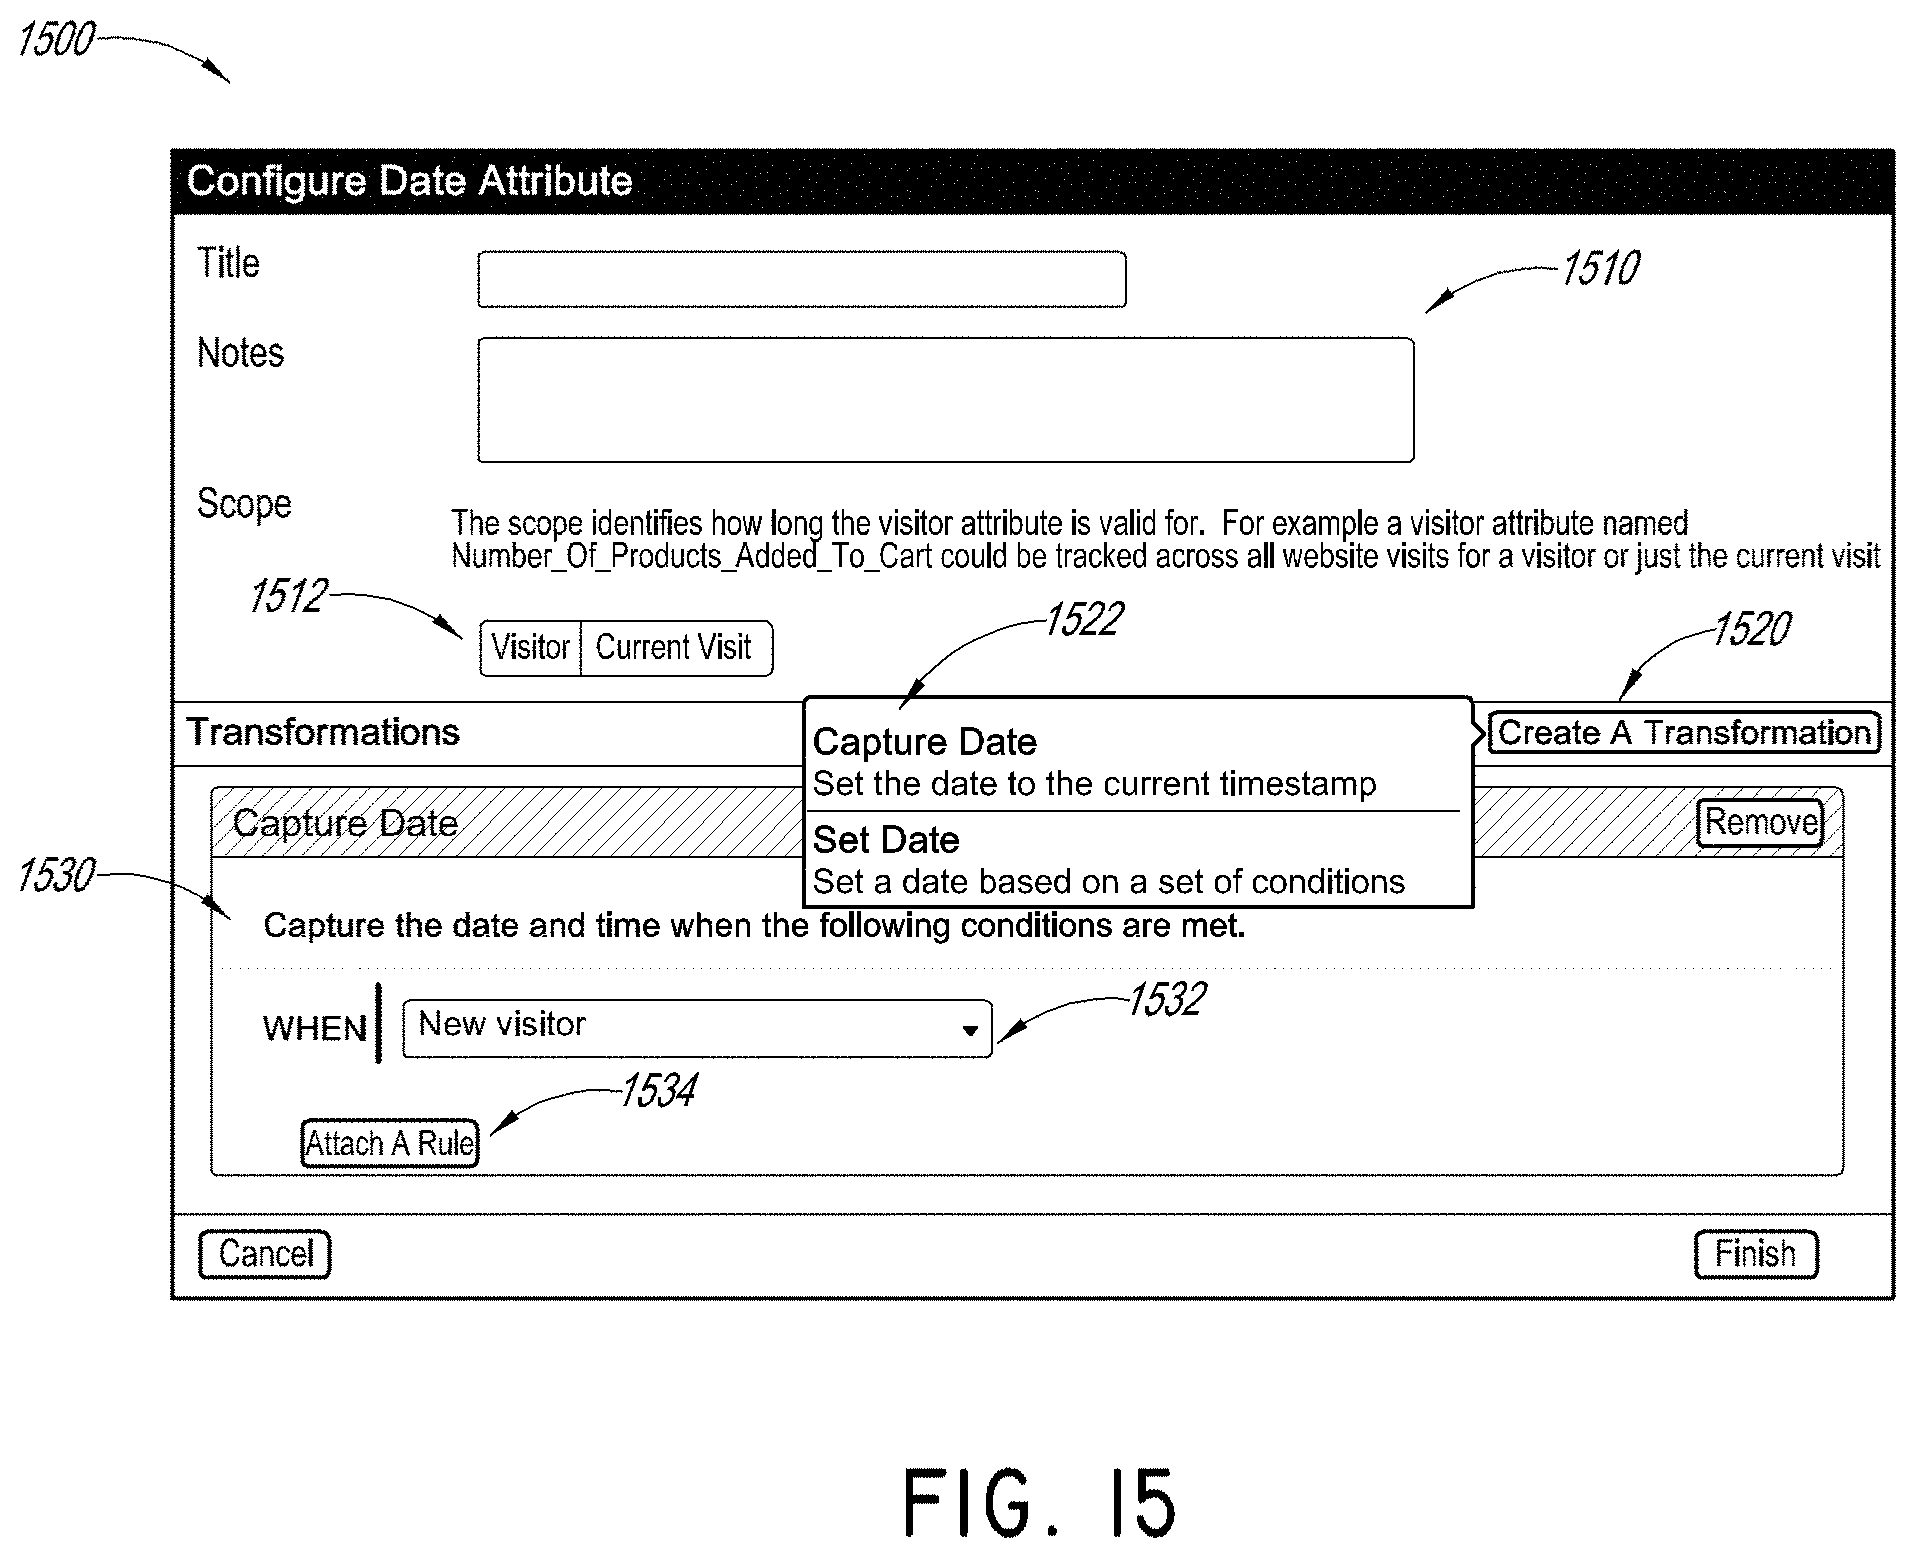 1500
Configure Date Attribute
Title
1510
Notes
Scope
The scope identifies how long the visitor attribute is valid for. For example a visitor attribute named
Number_Of_Products_Added_To_Cart could be tracked across all website visits for a visitor or just the current visit
1512
1522
1520
Visitor
Current Visit
Transformations
Create A Transformation
Capture Date
Set the date to the current timestamp
Set Date
Set a date based on a set of conditions
Capture Date
Remove
1530
Capture the date and time when the following conditions are met.
WHEN
New visitor
1532
1534
Attach A Rule
Cancel
Finish
FIG. 15